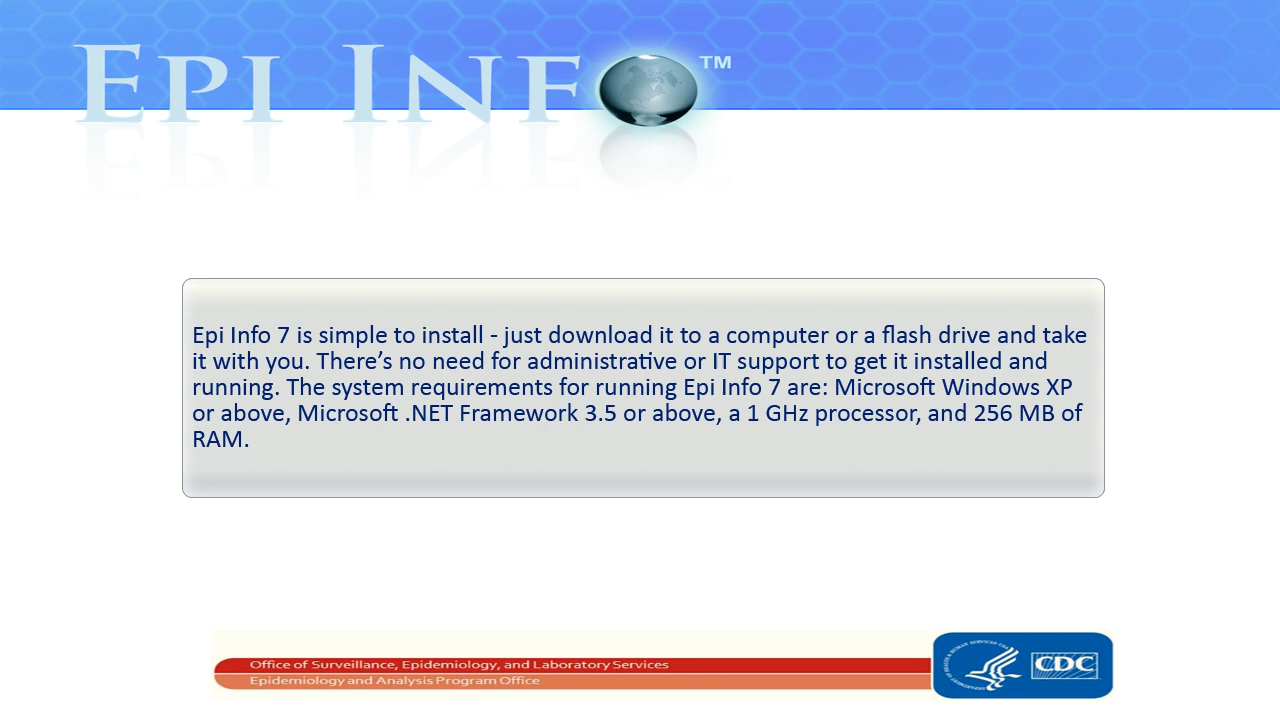 EPI INFO™
Epi Info 7 is simple to install - just download it to a computer or a flash drive and take
it with you. There’s no need for administrative or IT support to get it installed and
running. The system requirements for running Epi Info 7 are: Microsoft Windows XP
or above, Microsoft .NET Framework 3.5 or above, a 1 GHz processor, and 256 MB of
RAM.
Office of Surveillance, Epidemiology, and Laboratory Services
Epidemiology and Analysis Program Office
CDC